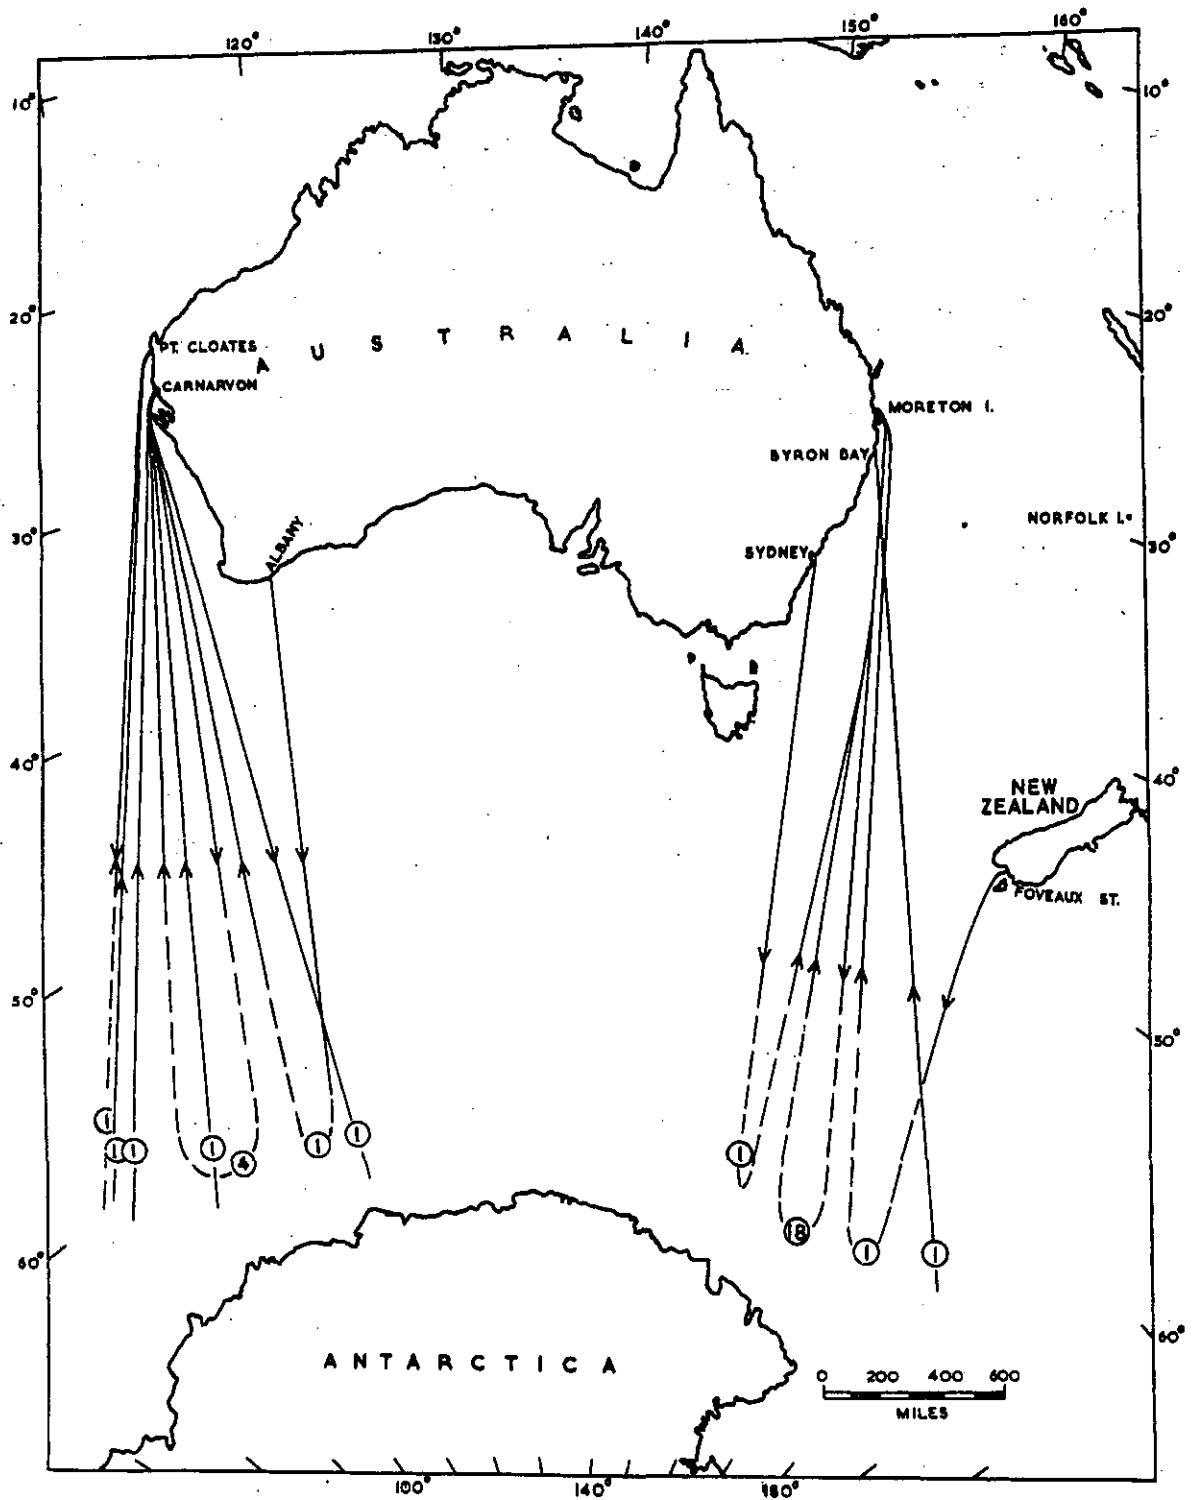 120° 130° 140° 150° 160°
10° 10°
20° 20°
PT. CLOATES
A U S T R A L I A
CARNARVON
MORETON I.
BYRON BAY
NORFOLK I.
30° 30°
ALBANY
SYDNEY
40° 40°
NEW
ZEALAND
FOVEAUX ST.
50° 50°
1 1 1 1 4 1 1 1 18 1 1
60° 60°
A N T A R C T I C A
0 200 400 600
MILES
100° 140° 180°